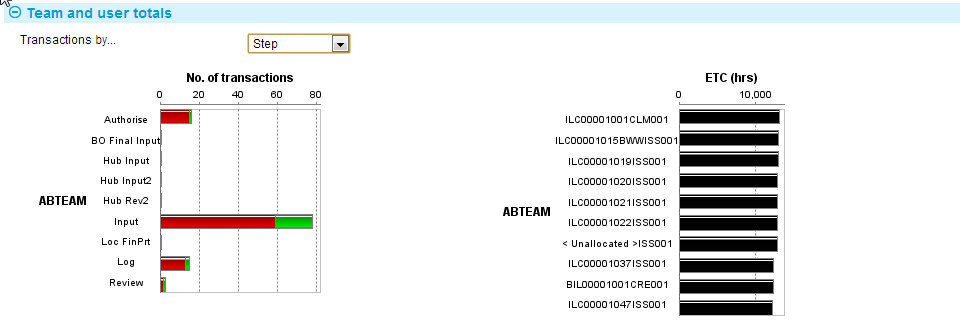 Team and user totals
Transactions by...
Step
No. of transactions
0 20 40 60 80
Authorise
BO Final Input
Hub Input
Hub Input2
Hub Rev2
Input
Loc FinPrt
Log
Review
ABTEAM
ETC (hrs)
0 10,000
ILC00001001CLM001
ILC00001015BWWISS001
ILC00001019ISS001
ILC00001020ISS001
ILC00001021ISS001
ILC00001022ISS001
< Unallocated >ISS001
ILC00001037ISS001
BIL00001001CRE001
ILC00001047ISS001
ABTEAM